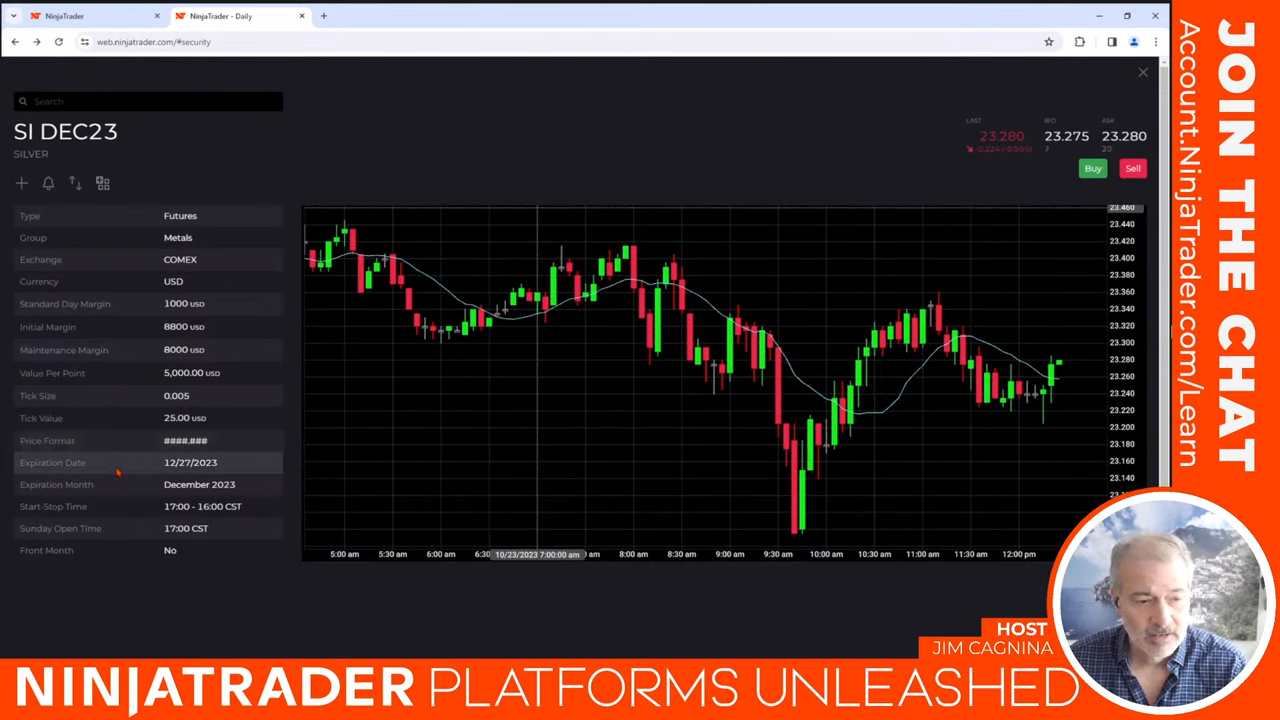 NinjaTrader
NinjaTrader - Daily
web.ninjatrader.com/#security
Search
SI DEC23
SILVER
LAST BID ASK
23.280 23.275 23.280
7
Buy Sell
Type Futures
Group Metals
Exchange COMEX
Currency USD
Standard Day Margin 1000 USD
Initial Margin 8800 USD
Maintenance Margin 8000 USD
Value Per Point 5,000.00 USD
Tick Size 0.005
Tick Value 25.00 USD
Price Format ####.###
Expiration Date 12/27/2023
Expiration Month December 2023
Start-Stop Time 17:00 - 16:00 CST
Sunday Open Time 17:00 CST
Front Month No
23.460
23.440
23.420
23.400
23.380
23.360
23.340
23.320
23.300
23.280
23.260
23.240
23.220
23.200
23.180
23.160
23.140
23.120
5:00 am 5:30 am 6:00 am 6:30 10/23/2023 7:00:00 am am 8:00 am 8:30 am 9:00 am 9:30 am 10:00 am 10:30 am 11:00 am 11:30 am 12:00 pm
JOIN THE CHAT
Account.NinjaTrader.com/Learn
HOST
JIM CAGNINA
NINJATRADER PLATFORMS UNLEASHED